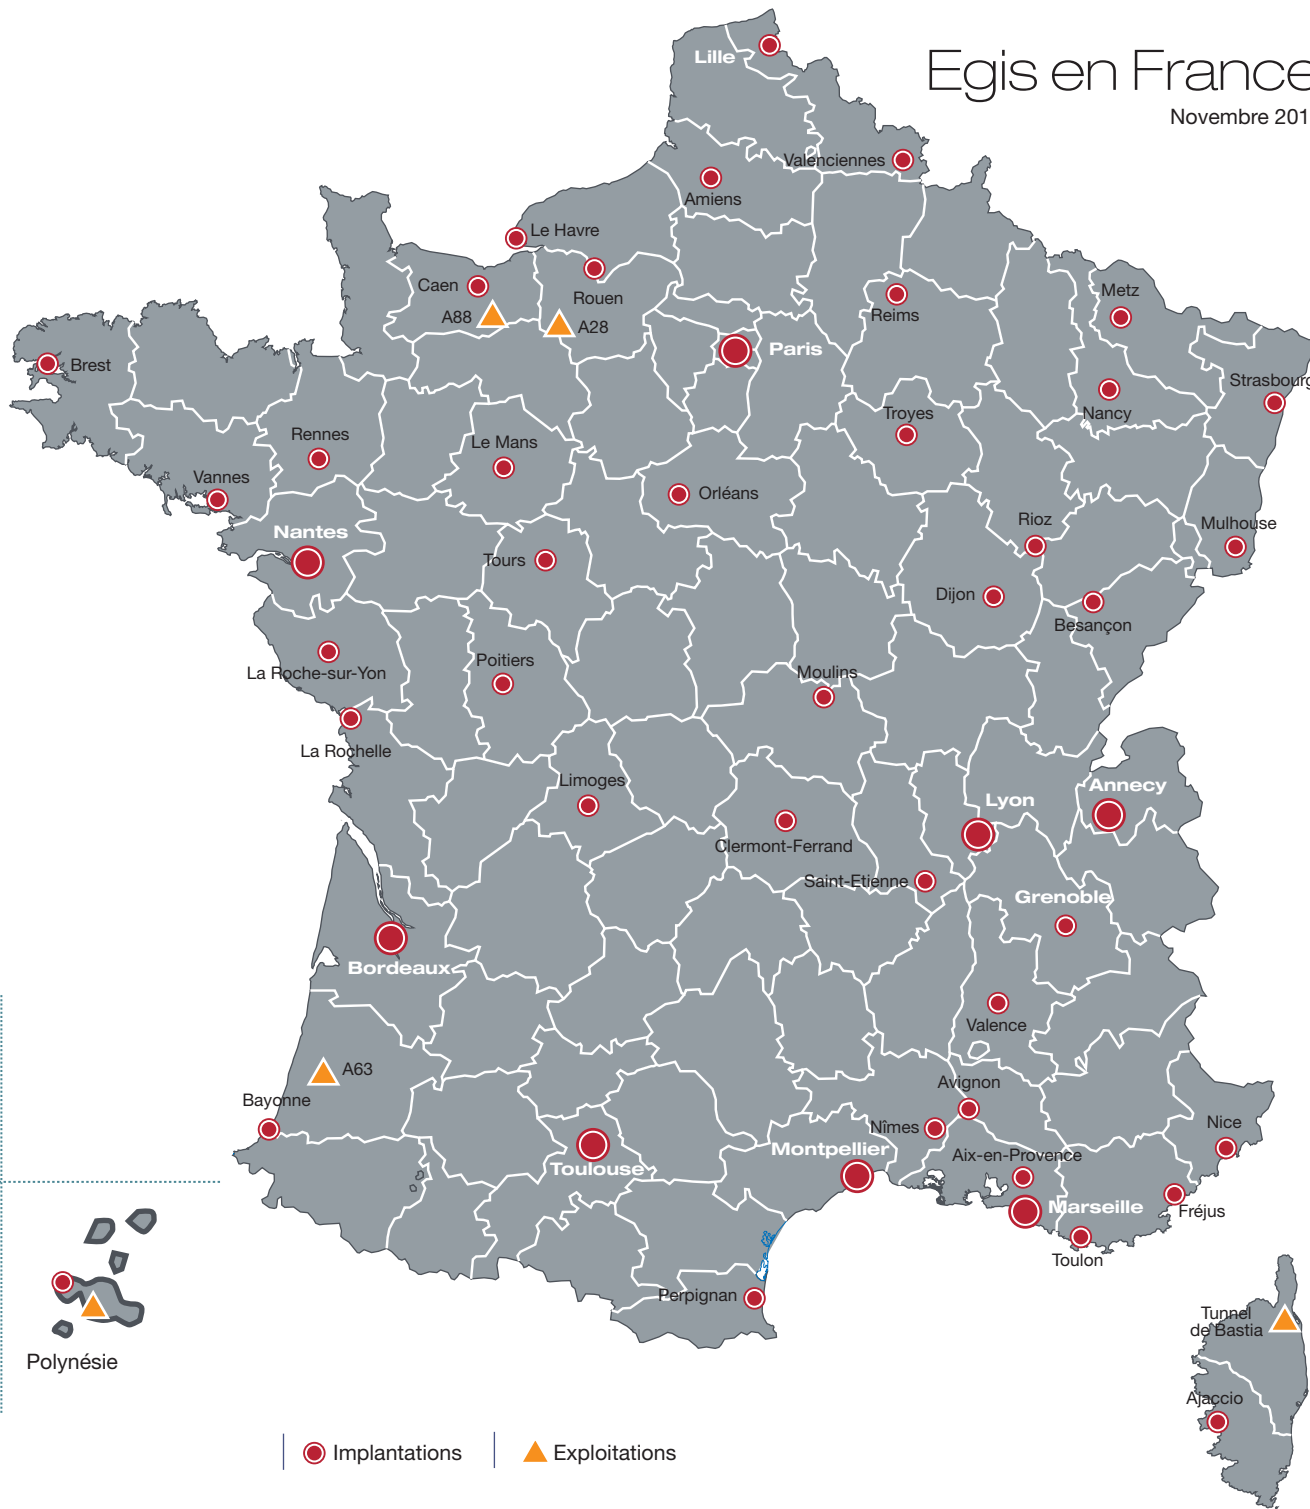 Egis en France
Novembre 201
Lille
Valenciennes
Amiens
Le Havre
Caen
Rouen
A88
A28
Reims
Metz
Paris
Brest
Strasbourg
Nancy
Troyes
Rennes
Le Mans
Vannes
Orléans
Rioz
Mulhouse
Nantes
Tours
Dijon
Besançon
La Roche-sur-Yon
Poitiers
Moulins
La Rochelle
Limoges
Annecy
Lyon
Clermont-Ferrand
Saint-Etienne
Grenoble
Bordeaux
Valence
A63
Bayonne
Avignon
Nîmes
Nice
Aix-en-Provence
Montpellier
Toulouse
Marseille
Fréjus
Toulon
Perpignan
Tunnel
de Bastia
Polynésie
Ajaccio
Implantations
Exploitations